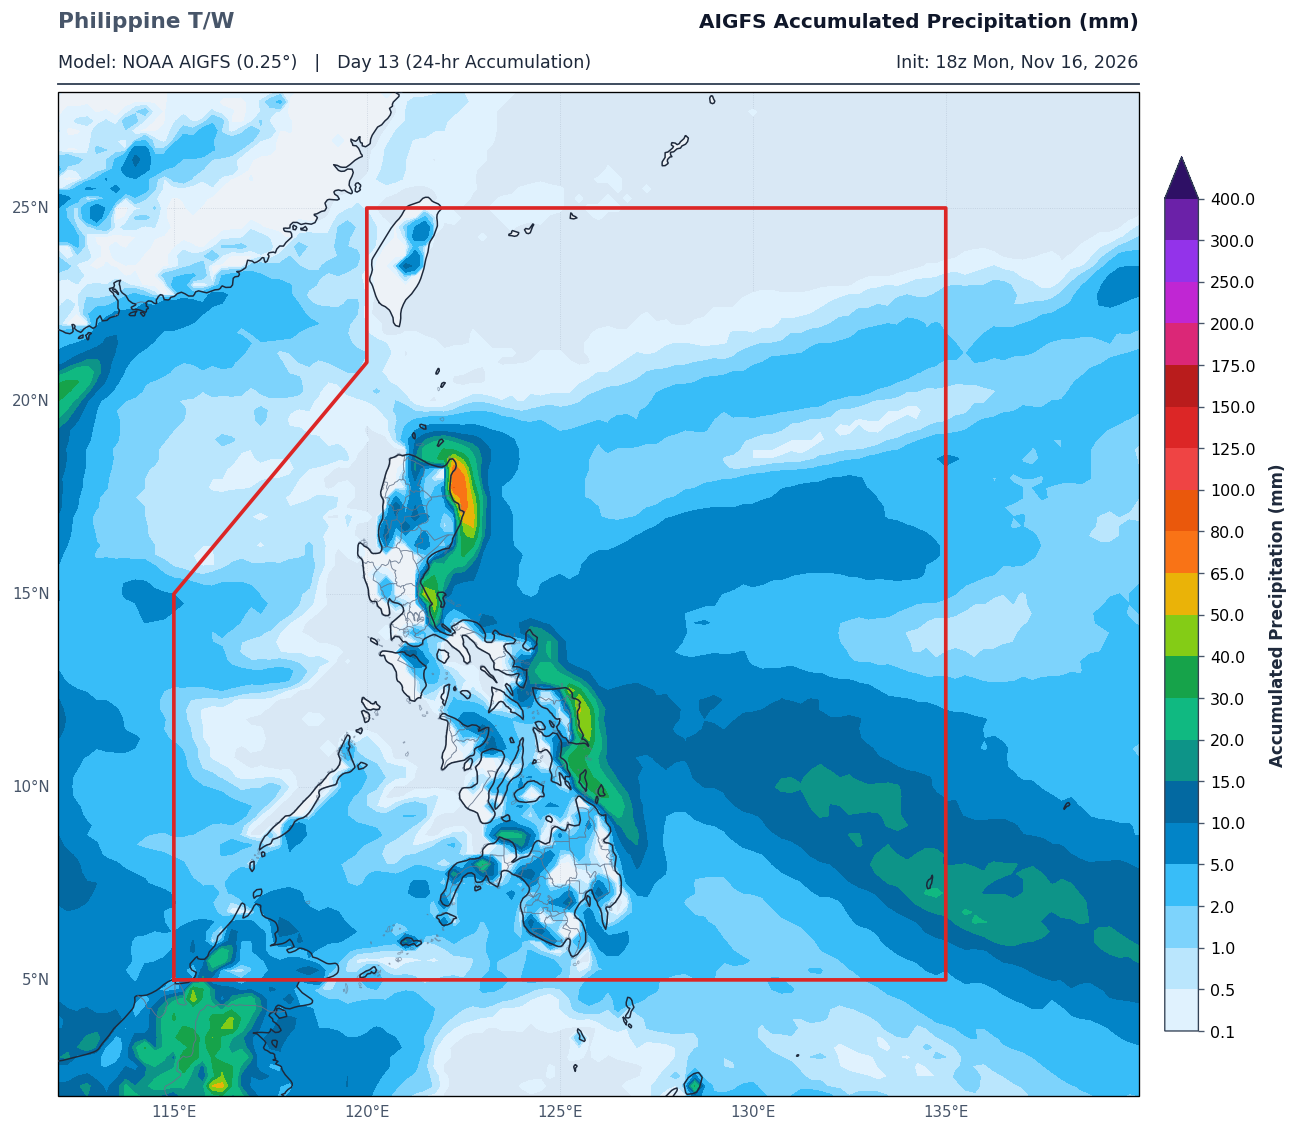 Philippine T/W
AIGFS Accumulated Precipitation (mm)
Model: NOAA AIGFS (0.25°)   |   Day 13 (24-hr Accumulation)
Init: 18z Mon, Nov 16, 2026
25°N
20°N
15°N
10°N
5°N
115°E
120°E
125°E
130°E
135°E
400.0
300.0
250.0
200.0
175.0
150.0
125.0
100.0
80.0
65.0
50.0
40.0
30.0
20.0
15.0
10.0
5.0
2.0
1.0
0.5
0.1
Accumulated Precipitation (mm)